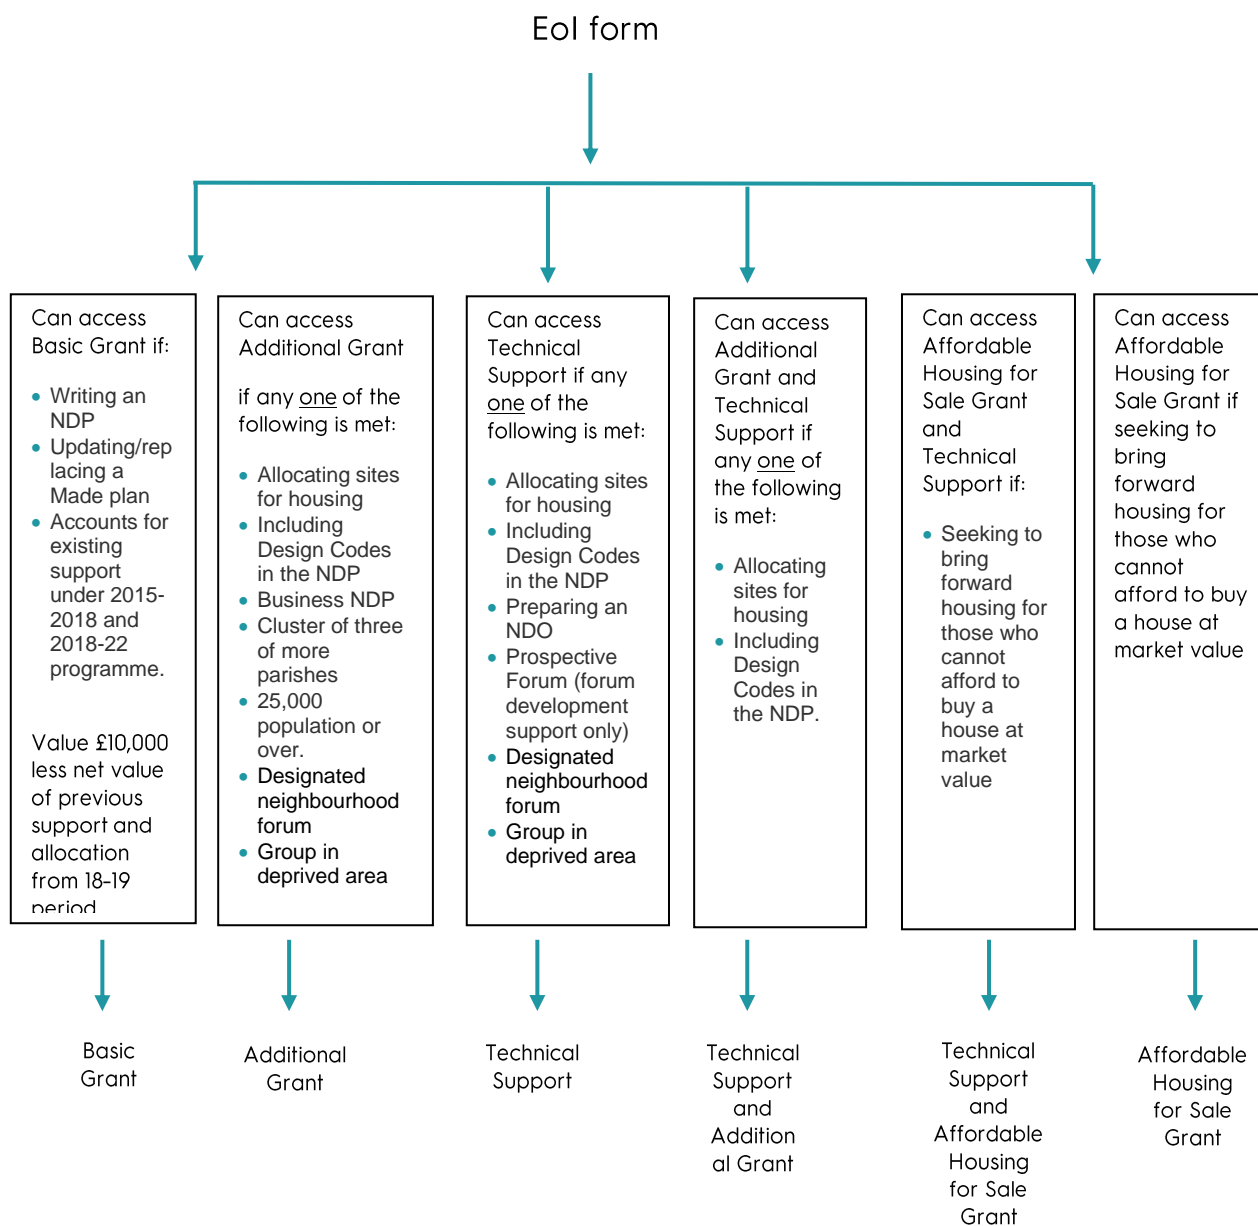 EoI form
Can access
Basic Grant if:
• Writing an
NDP
• Updating/rep
lacing a
Made plan
• Accounts for
existing
support
under 2015-
2018 and
2018-22
programme.
Value £10,000
less net value
of previous
support and
allocation
from 18-19
period
Can access
Additional Grant
if any one of the
following is met:
• Allocating sites
for housing
• Including
Design Codes
in the NDP
• Business NDP
• Cluster of three
of more
parishes
• 25,000
population or
over.
• Designated
neighbourhood
forum
• Group in
deprived area
Can access
Technical
Support if any
one of the
following is met:
• Allocating sites
for housing
• Including
Design Codes
in the NDP
• Preparing an
NDO
• Prospective
Forum (forum
development
support only)
• Designated
neighbourhood
forum
• Group in
deprived area
Can access
Additional
Grant and
Technical
Support if
any one of
the following
is met:
• Allocating
sites for
housing
• Including
Design
Codes in
the NDP.
Can access
Affordable
Housing for
Sale Grant
and
Technical
Support if:
• Seeking to
bring
forward
housing for
those who
cannot
afford to
buy a
house at
market
value
Can access
Affordable
Housing for
Sale Grant if
seeking to
bring
forward
housing for
those who
cannot
afford to buy
a house at
market value
Basic
Grant
Additional
Grant
Technical
Support
Technical
Support
and
Addition
al Grant
Technical
Support
and
Affordable
Housing
for Sale
Grant
Affordable
Housing
for Sale
Grant